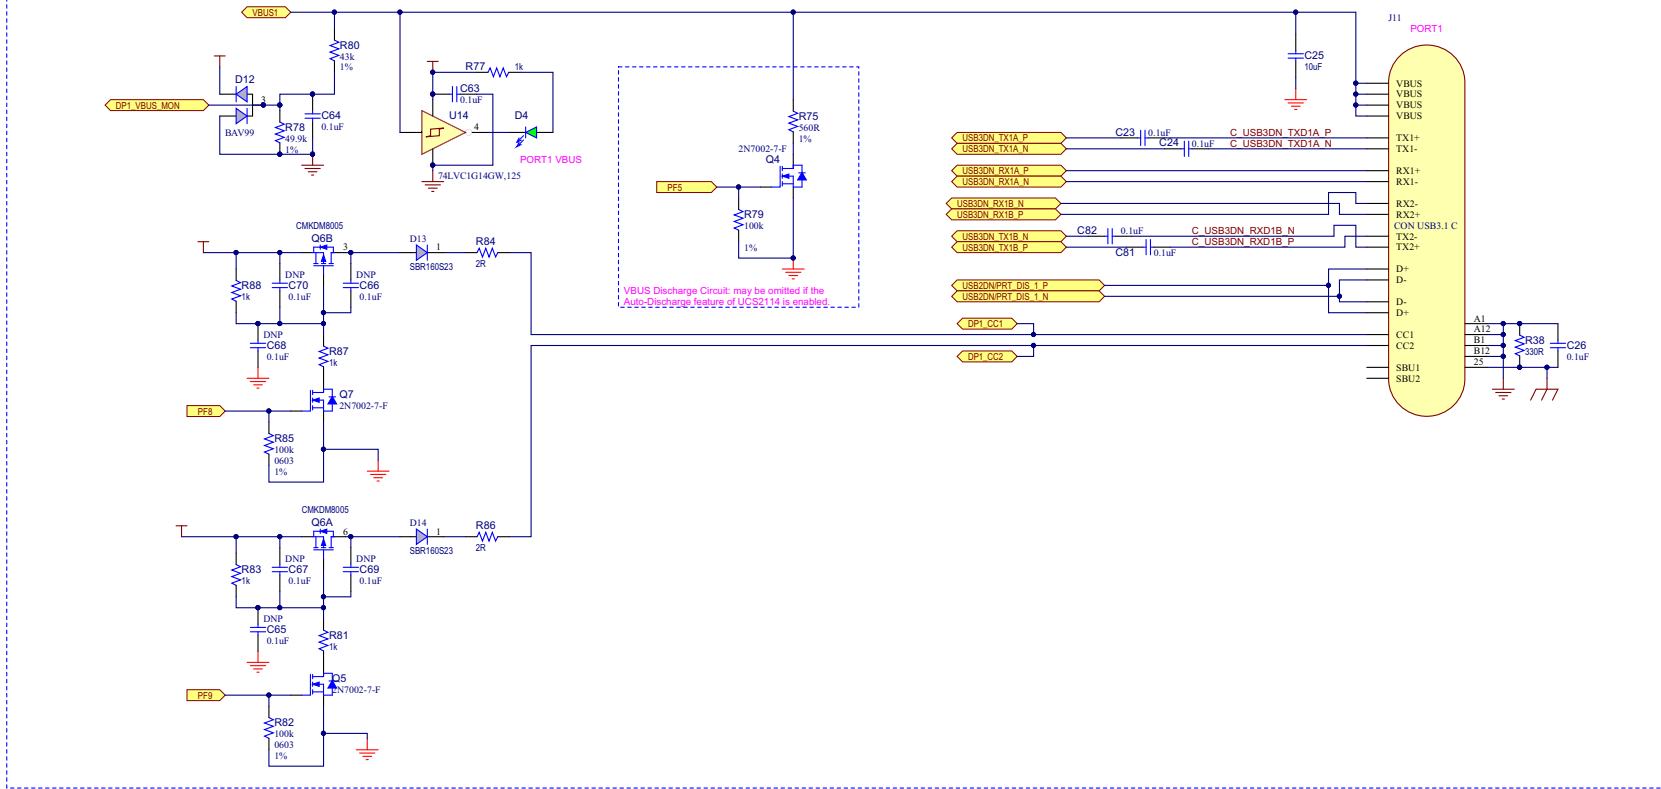 VBUS1
J11
PORT1
R80
43k
1%
C25
10uF
D12
3
DP1_VBUS_MON
BAV99
R78
49.9k
1%
C64
0.1uF
R77
1k
C63
0.1uF
U14
4
D4
PORT1 VBUS
74LVC1G14GW,125
R75
560R
1%
2N7002-7-F
Q4
PF5
R79
100k
1%
VBUS Discharge Circuit: may be omitted if the
Auto-Discharge feature of UCS2114 is enabled.
VBUS
VBUS
VBUS
VBUS
USB3DN_TX1A_P
C23
0.1uF
C_USB3DN_TXD1A_P
TX1+
USB3DN_TX1A_N
C24
0.1uF
C_USB3DN_TXD1A_N
TX1-
USB3DN_RX1A_P
RX1+
USB3DN_RX1A_N
RX1-
USB3DN_RX1B_N
RX2-
USB3DN_RX1B_P
RX2+
CON USB3.1 C
USB3DN_TX1B_N
C82
0.1uF
C_USB3DN_RXD1B_N
TX2-
USB3DN_TX1B_P
C81
0.1uF
C_USB3DN_RXD1B_P
TX2+
D+
USB2DN/PRT_DIS_1_P
D-
USB2DN/PRT_DIS_1_N
D-
D+
DP1_CC1
CC1
CC2
DP1_CC2
SBU1
SBU2
A1
A12
B1
B12
25
R38
330R
C26
0.1uF
CMKDM8005
Q6B
3
D13
1
SBR160S23
R84
2R
R88
1k
DNP
C70
0.1uF
DNP
C66
0.1uF
DNP
C68
0.1uF
R87
1k
Q7
2N7002-7-F
PF8
R85
100k
0603
1%
CMKDM8005
Q6A
6
D14
1
SBR160S23
R86
2R
R83
1k
DNP
C67
0.1uF
DNP
C69
0.1uF
DNP
C65
0.1uF
R81
1k
Q5
2N7002-7-F
PF9
R82
100k
0603
1%